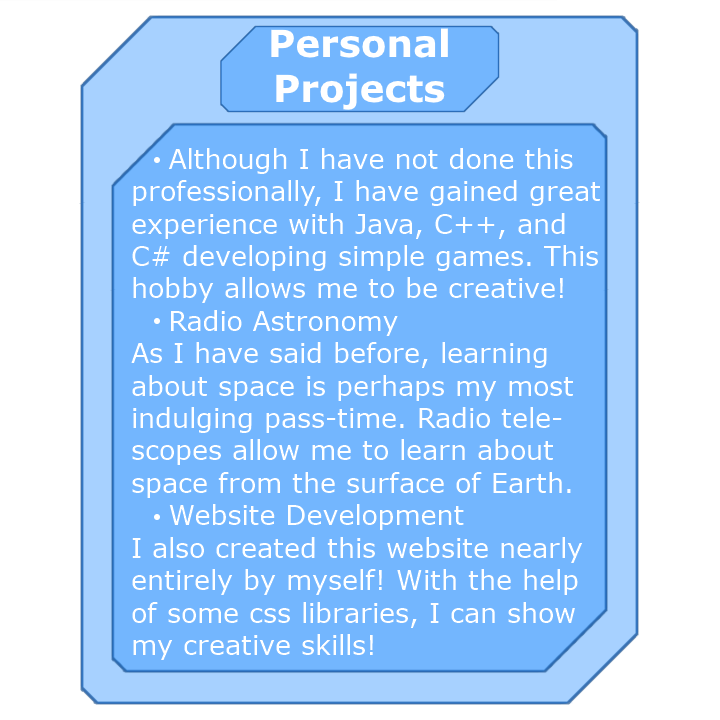 Personal
Projects
• Although I have not done this
professionally, I have gained great
experience with Java, C++, and
C# developing simple games. This
hobby allows me to be creative!
• Radio Astronomy
As I have said before, learning
about space is perhaps my most
indulging pass-time. Radio tele-
scopes allow me to learn about
space from the surface of Earth.
• Website Development
I also created this website nearly
entirely by myself! With the help
of some css libraries, I can show
my creative skills!